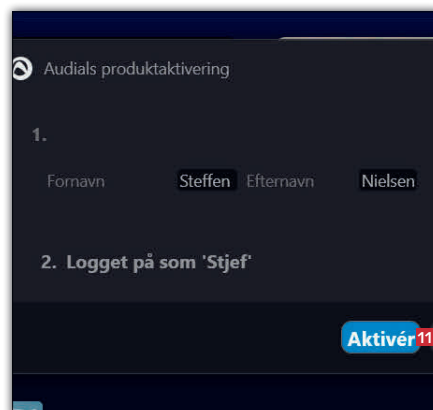 Audials produktaktivering
1.
Fornavn Steffen Efternavn Nielsen
2. Logget på som 'Stjef'
Aktivér 11